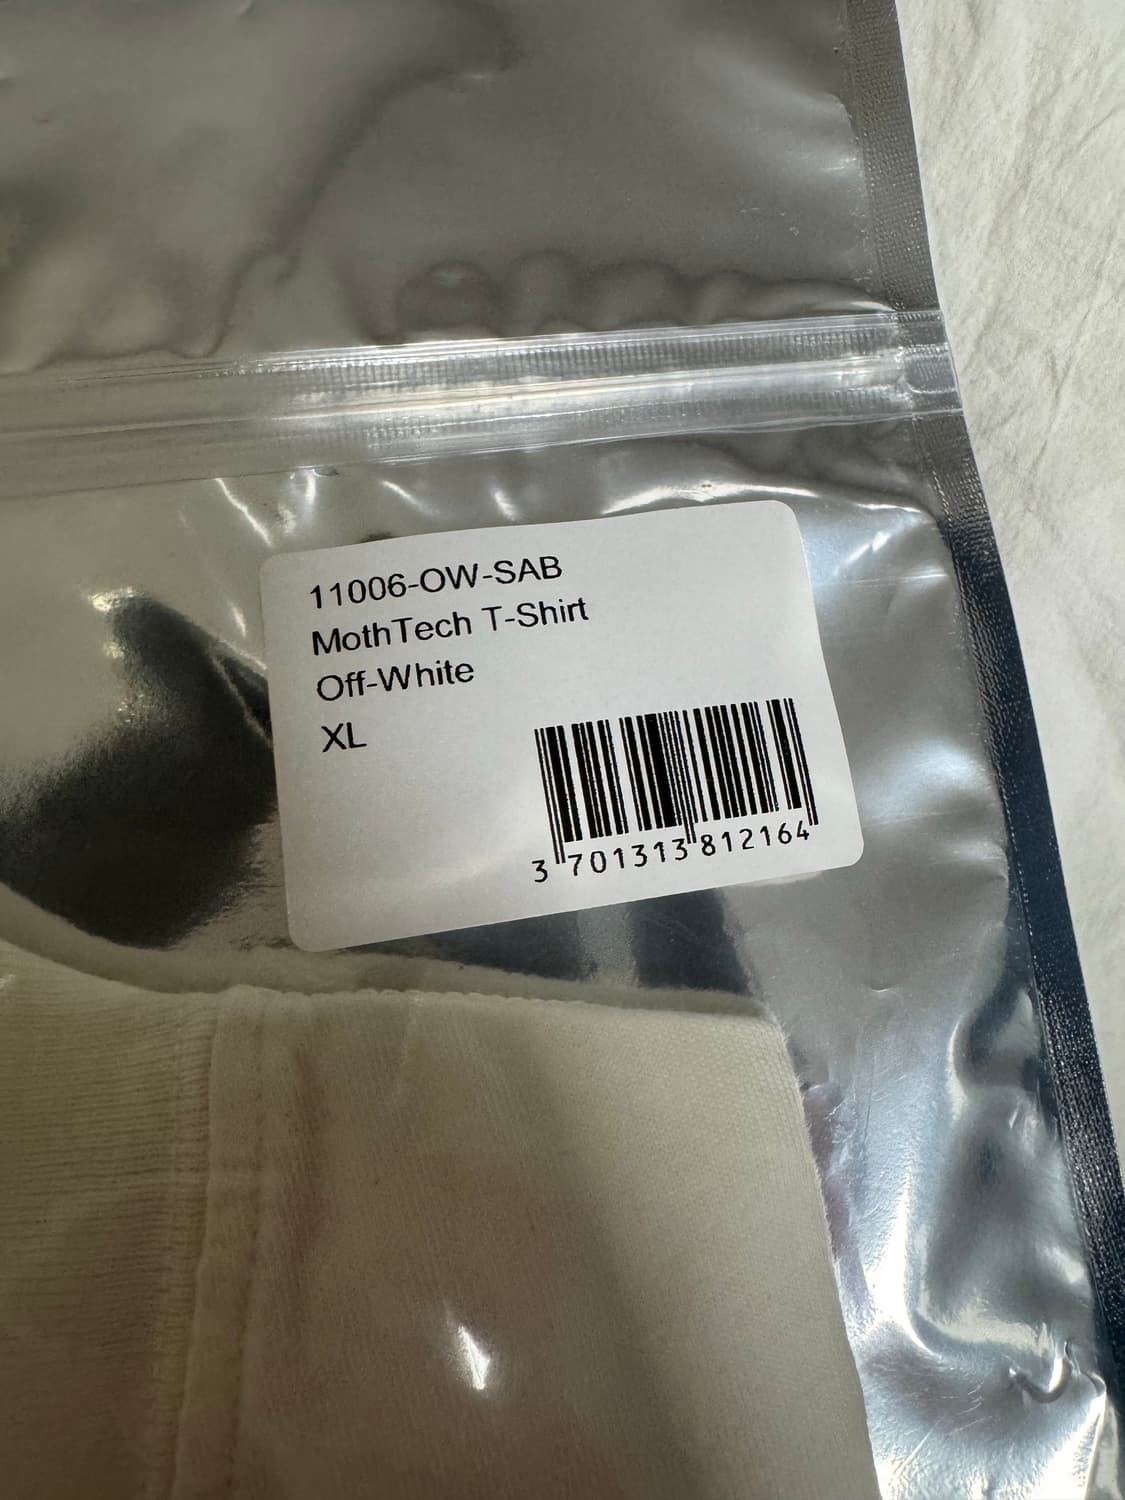 11006-OW-SAB
MothTech T-Shirt
Off-White
XL
3 701313 812164